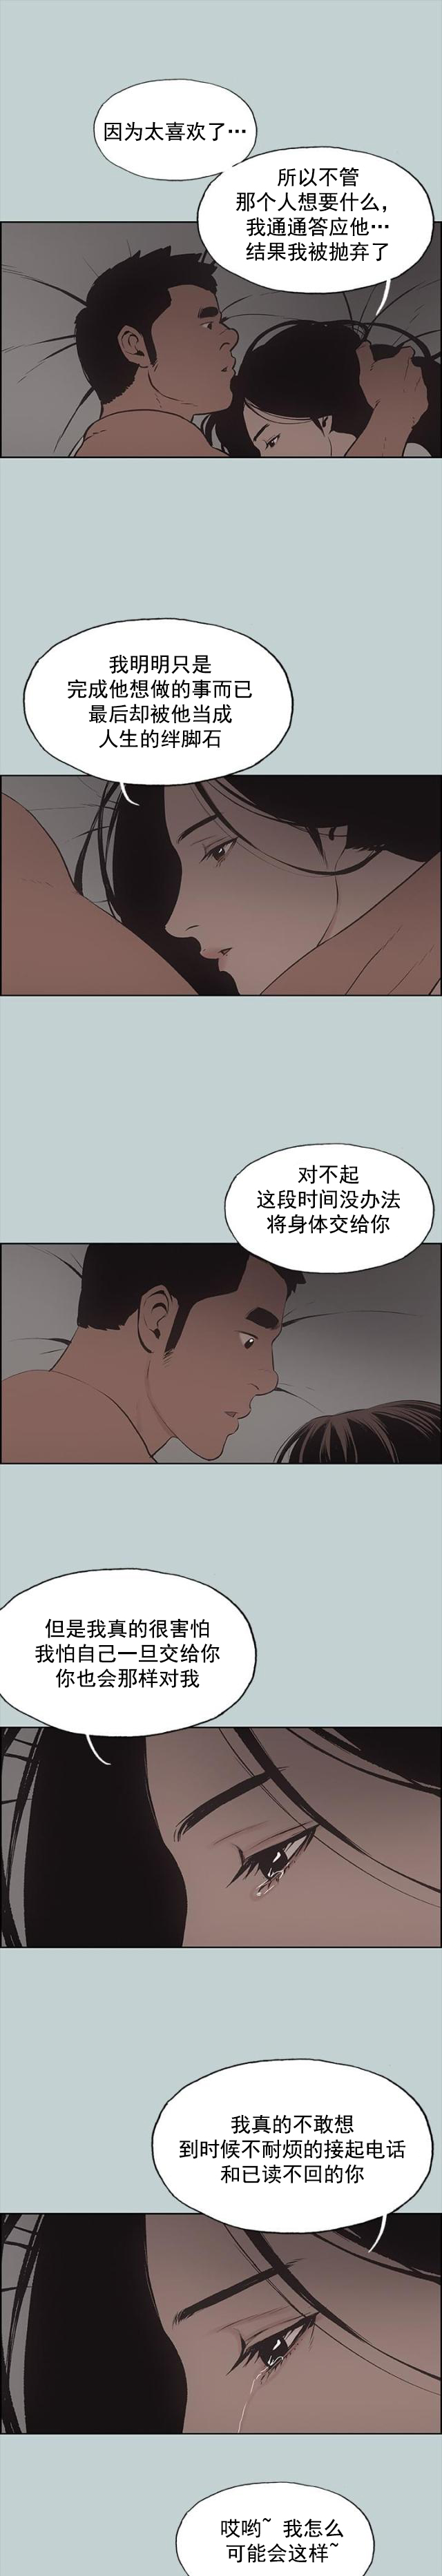 因为太喜欢了…
所以不管
那个人想要什么，
我通通答应他…
结果我被抛弃了
我明明只是
完成他想做的事而已
最后却被他当成
人生的绊脚石
对不起
这段时间没办法
将身体交给你
但是我真的很害怕
我怕自己一旦交给你
你也会那样对我
我真的不敢想
到时候不耐烦的接起电话
和已读不回的你
哎哟~ 我怎么
可能会这样~